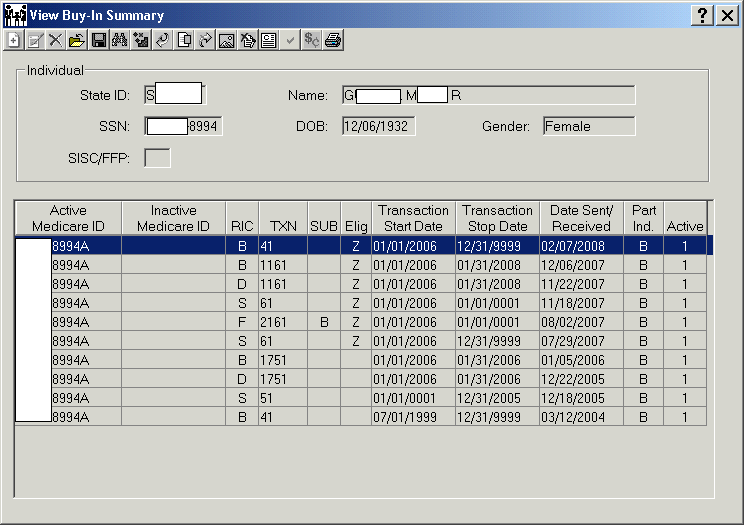 View Buy-In Summary
Individual
State ID: S Name: G M R
SSN: -8994 DOB: 12/06/1932 Gender: Female
SISC/FFP:
Active Medicare ID Inactive Medicare ID RIC TXN SUB Elig Transaction Start Date Transaction Stop Date Date Sent/ Received Part Ind. Active
8994A B 41 Z 01/01/2006 12/31/9999 02/07/2008 B 1
8994A B 1161 Z 01/01/2006 01/31/2008 12/06/2007 B 1
8994A D 1161 Z 01/01/2006 01/31/2008 11/22/2007 B 1
8994A S 61 Z 01/01/2006 01/01/0001 11/18/2007 B 1
8994A F 2161 B Z 01/01/2006 01/01/0001 08/02/2007 B 1
8994A S 61 Z 01/01/2006 12/31/9999 07/29/2007 B 1
8994A B 1751 01/01/2006 01/31/2006 01/05/2006 B 1
8994A D 1751 01/01/2006 01/31/2006 12/22/2005 B 1
8994A S 51 01/01/0001 12/31/2005 12/18/2005 B 1
8994A B 41 07/01/1999 12/31/9999 03/12/2004 B 1